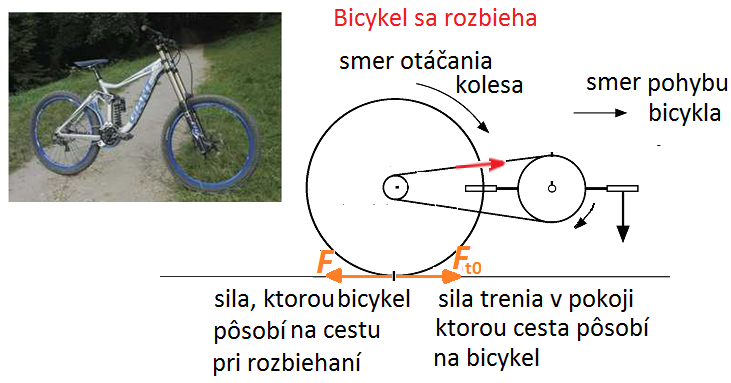 Bicykel sa rozbieha
smer otáčania
kolesa
smer pohybu
bicykla
F
Ft0
sila, ktorou bicykel
pôsobí na cestu
pri rozbiehaní
sila trenia v pokoji
ktorou cesta pôsobí
na bicykel
GIANT